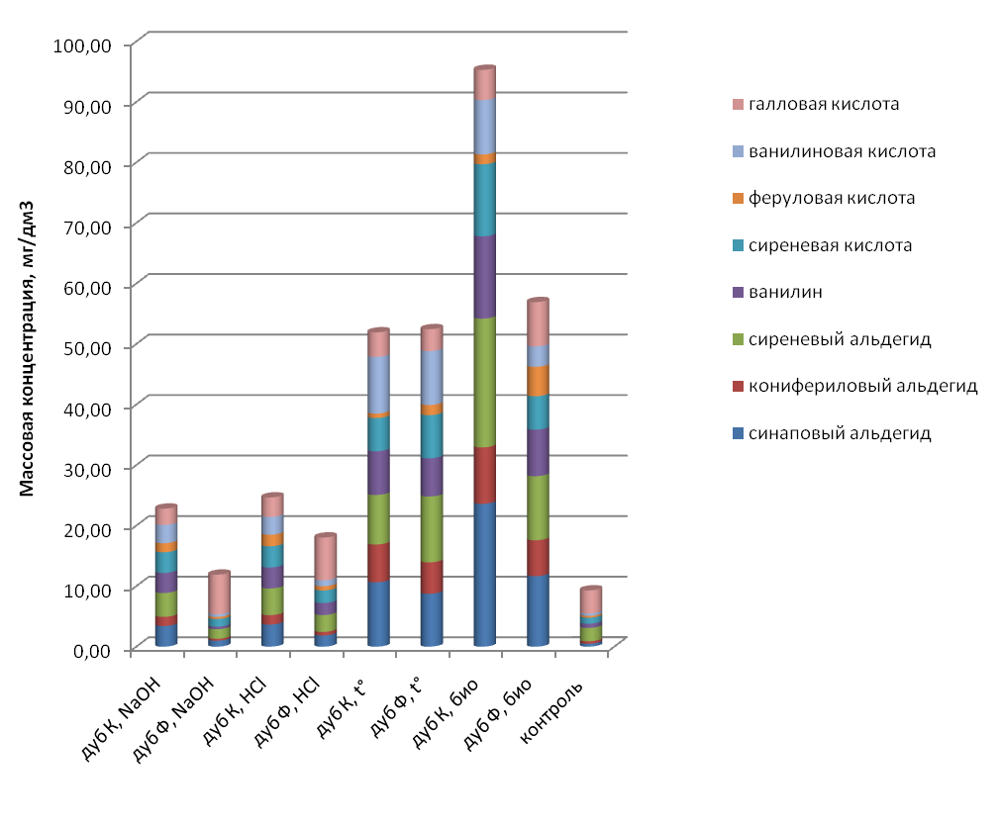 Массовая концентрация, мг/дм3
100,00
90,00
80,00
70,00
60,00
50,00
40,00
30,00
20,00
10,00
0,00
дуб К, NaOH
дуб Ф, NaOH
дуб К, HCl
дуб Ф, HCl
дуб К, t°
дуб Ф, t°
дуб К, био
дуб Ф, био
контроль
галловая кислота
ванилиновая кислота
феруловая кислота
сиреневая кислота
ванилин
сиреневый альдегид
конифериловый альдегид
синаповый альдегид